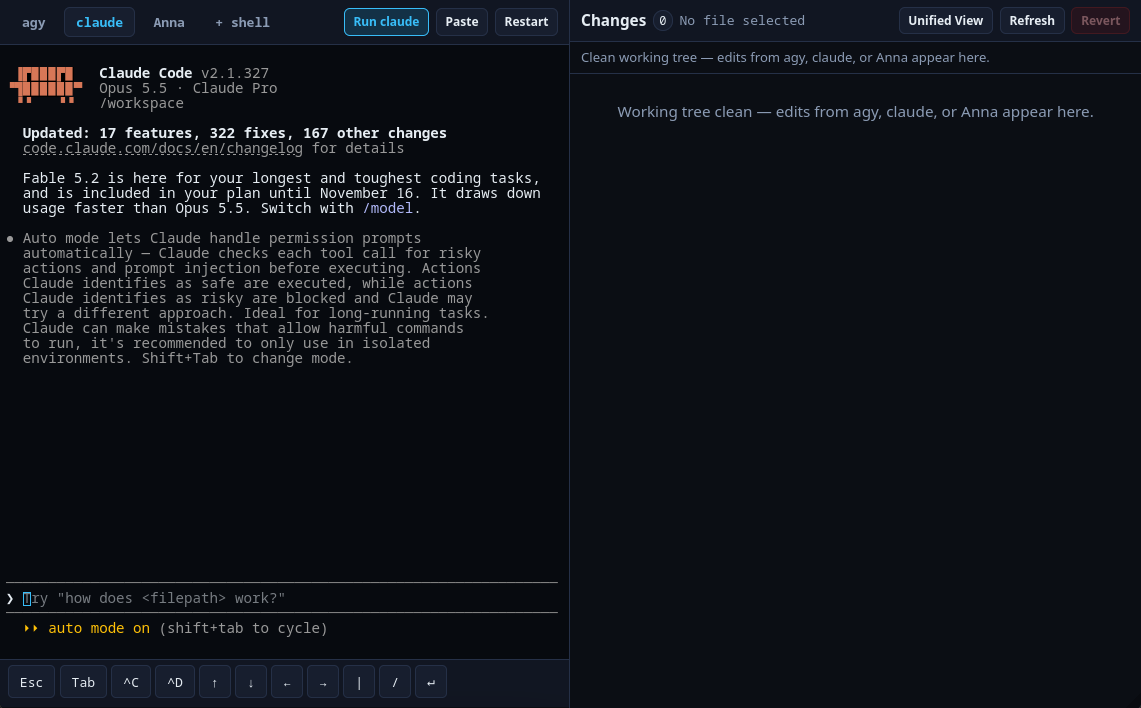 agy claude Anna + shell Run claude Paste Restart
Claude Code v2.1.327
Opus 5.5 · Claude Pro
/workspace
Updated: 17 features, 322 fixes, 167 other changes
code.claude.com/docs/en/changelog for details
Fable 5.2 is here for your longest and toughest coding tasks,
and is included in your plan until November 16. It draws down
usage faster than Opus 5.5. Switch with /model.
● Auto mode lets Claude handle permission prompts
automatically — Claude checks each tool call for risky
actions and prompt injection before executing. Actions
Claude identifies as safe are executed, while actions
Claude identifies as risky are blocked and Claude may
try a different approach. Ideal for long-running tasks.
Claude can make mistakes that allow harmful commands
to run, it's recommended to only use in isolated
environments. Shift+Tab to change mode.
❯ Try "how does <filepath> work?"
⏵⏵ auto mode on (shift+tab to cycle)
Esc Tab ^C ^D ↑ ↓ ← → | / ↵
Changes 0 No file selected Unified View Refresh Revert
Clean working tree — edits from agy, claude, or Anna appear here.
Working tree clean — edits from agy, claude, or Anna appear here.